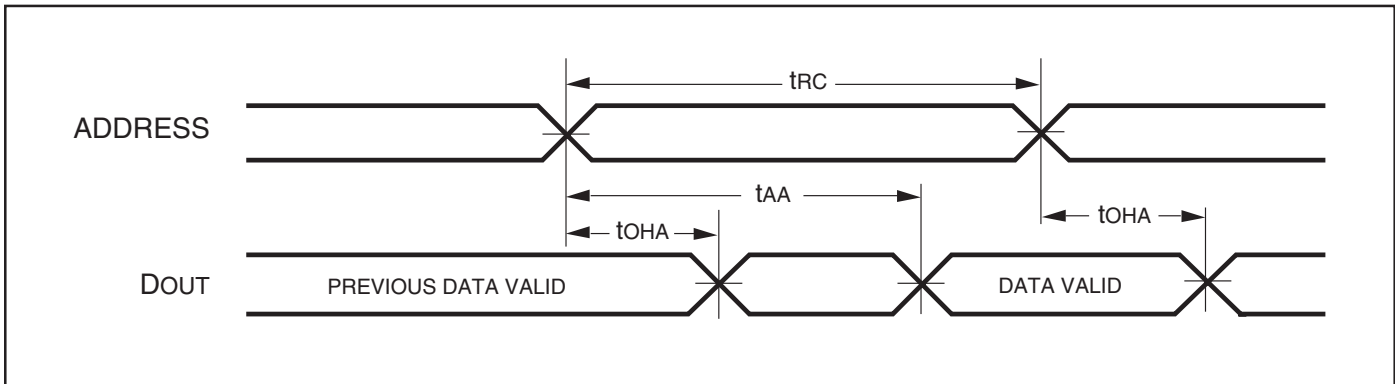 tRC
ADDRESS
tAA
tOHA
tOHA
DOUT
PREVIOUS DATA VALID
DATA VALID